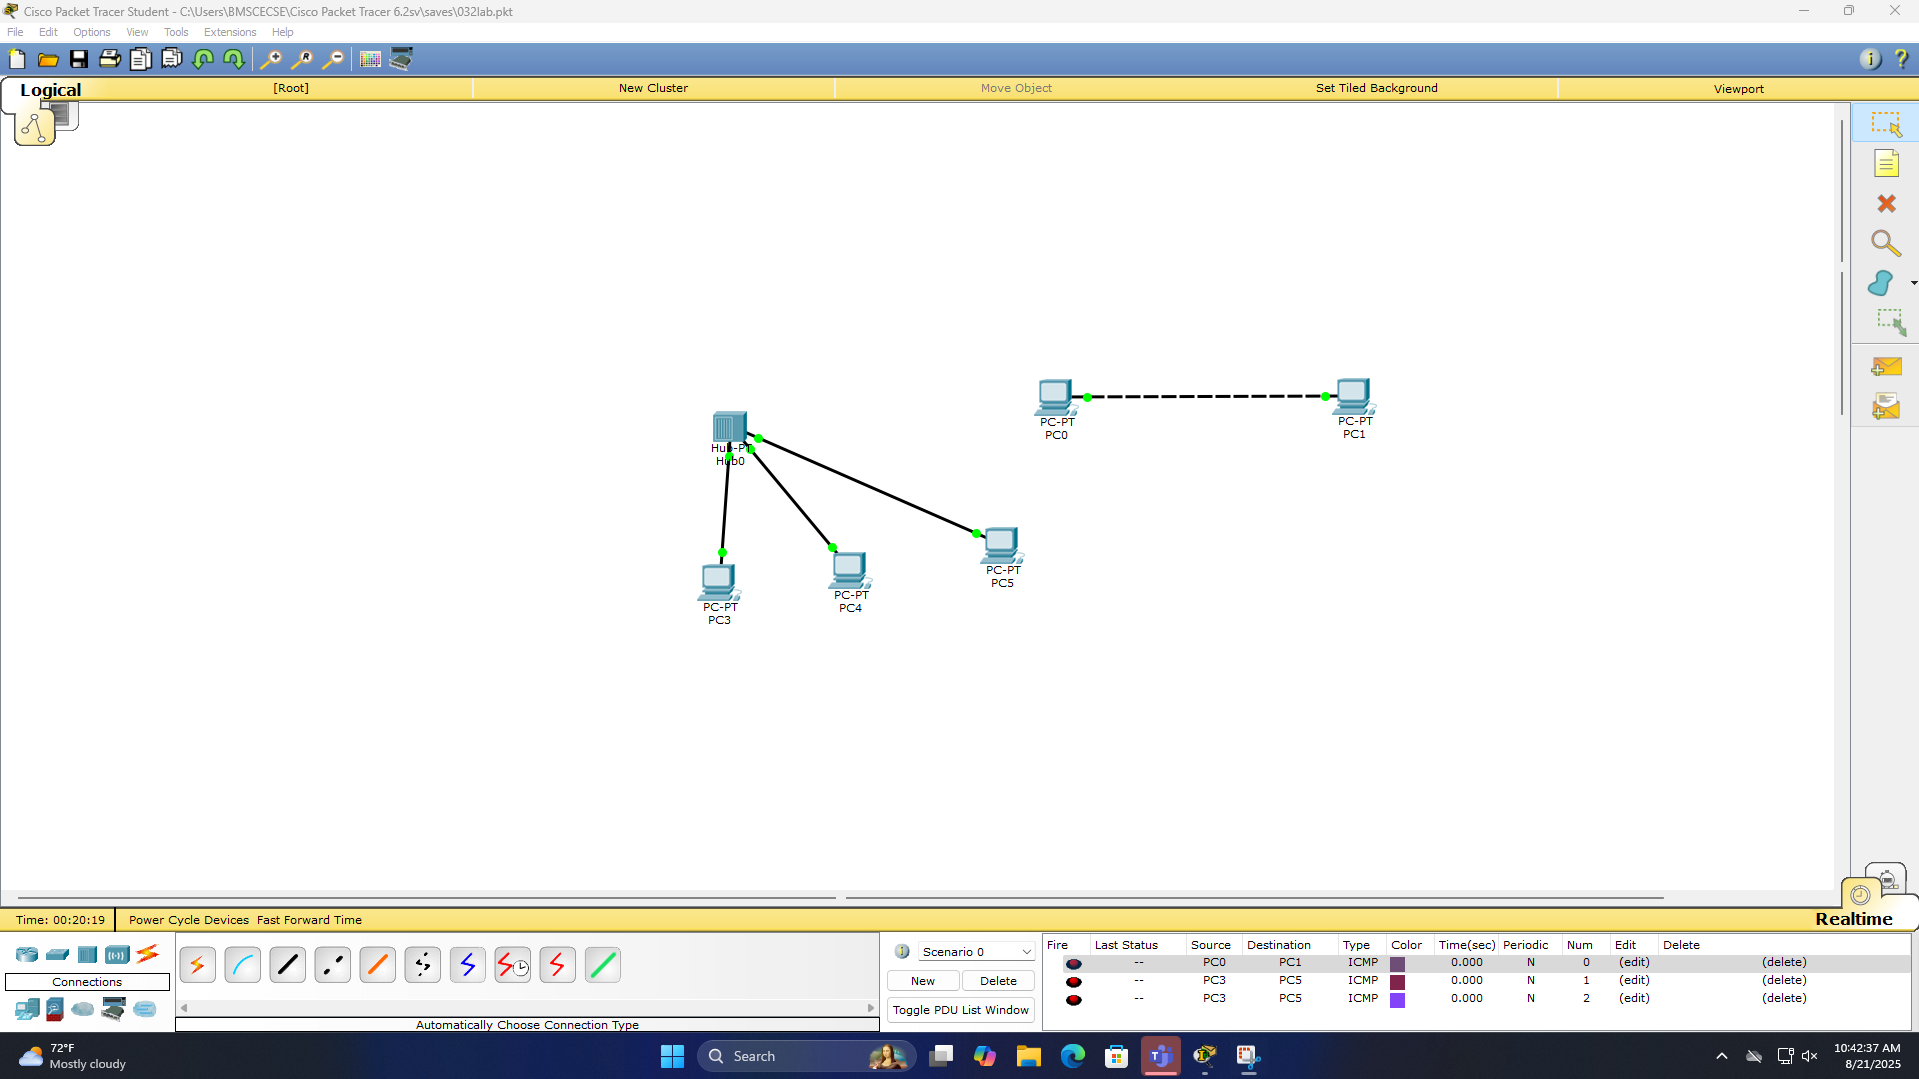 Cisco Packet Tracer Student - C:\Users\BMSCECSE\Cisco Packet Tracer 6.2sv\saves\032lab.pkt
File Edit Options View Tools Extensions Help
Logical [Root] New Cluster Move Object Set Tiled Background Viewport
PC-PT
PC0
PC-PT
PC1
Hub-PT
Hub0
PC-PT
PC5
PC-PT
PC4
PC-PT
PC3
Realtime
Time: 00:20:19 Power Cycle Devices Fast Forward Time
Connections
Automatically Choose Connection Type
Scenario 0
New Delete
Toggle PDU List Window
Fire Last Status Source Destination Type Color Time(sec) Periodic Num Edit Delete
-- PC0 PC1 ICMP 0.000 N 0 (edit) (delete)
-- PC3 PC5 ICMP 0.000 N 1 (edit) (delete)
-- PC3 PC5 ICMP 0.000 N 2 (edit) (delete)
72°F
Mostly cloudy
Search
10:42:37 AM
8/21/2025